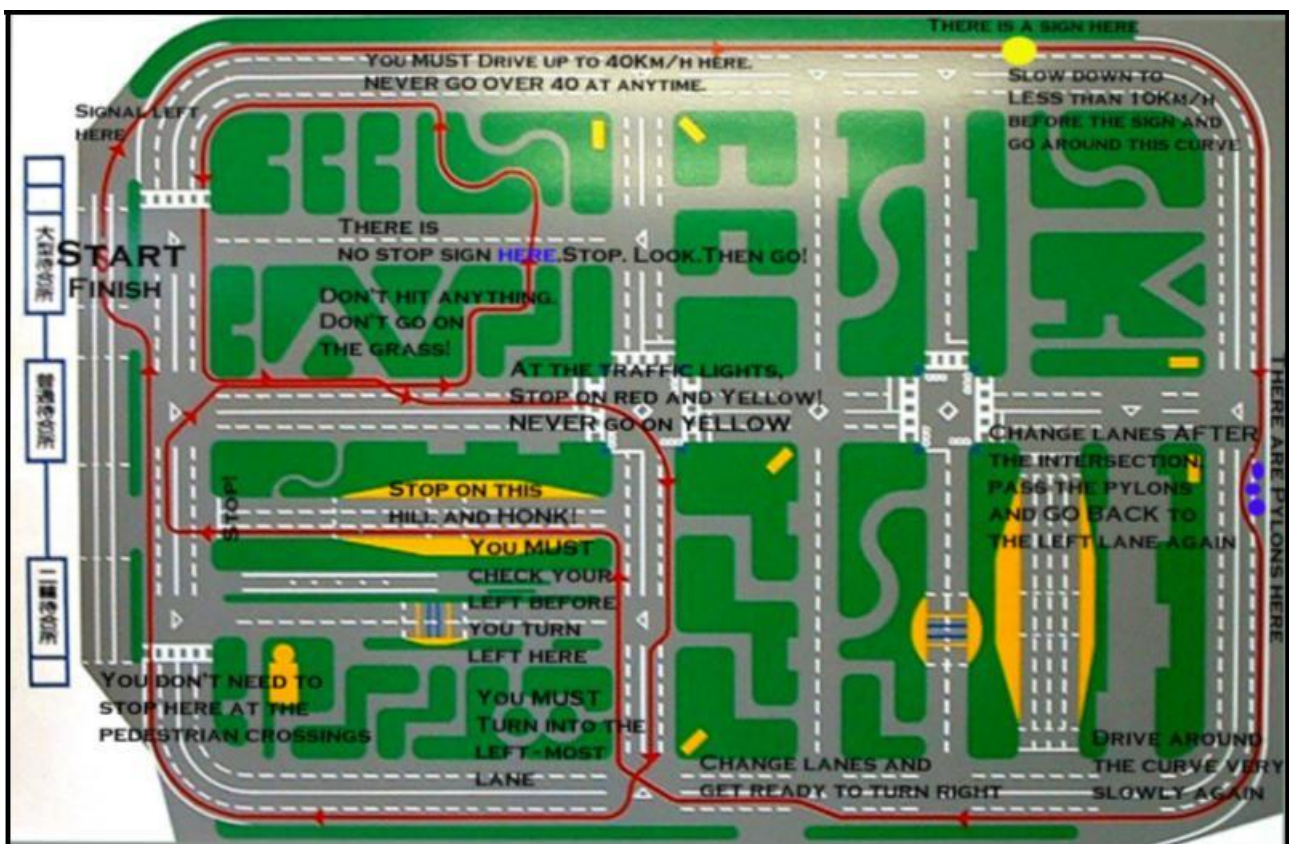 THERE IS A SIGN HERE
YOU MUST DRIVE UP TO 40KM/H HERE.
NEVER GO OVER 40 AT ANYTIME.
SLOW DOWN TO
LESS THAN 10KM/H
BEFORE THE SIGN AND
GO AROUND THIS CURVE
SIGNAL LEFT
HERE
START
FINISH
THERE IS
NO STOP SIGN HERE.STOP. LOOK.THEN GO!
DON'T HIT ANYTHING.
DON'T GO ON
THE GRASS!
AT THE TRAFFIC LIGHTS,
STOP ON RED AND YELLOW!
NEVER GO ON YELLOW
THERE ARE PYLONS HERE
CHANGE LANES AFTER
THE INTERSECTION,
PASS THE PYLONS
AND GO BACK TO
THE LEFT LANE AGAIN
STOP!
STOP ON THIS
HILL AND HONK!
YOU MUST
CHECK YOUR
LEFT BEFORE
YOU TURN
LEFT HERE
YOU DON'T NEED TO
STOP HERE AT THE
PEDESTRIAN CROSSINGS
YOU MUST
TURN INTO THE
LEFT-MOST
LANE
CHANGE LANES AND
GET READY TO TURN RIGHT
DRIVE AROUND
THE CURVE VERY
SLOWLY AGAIN